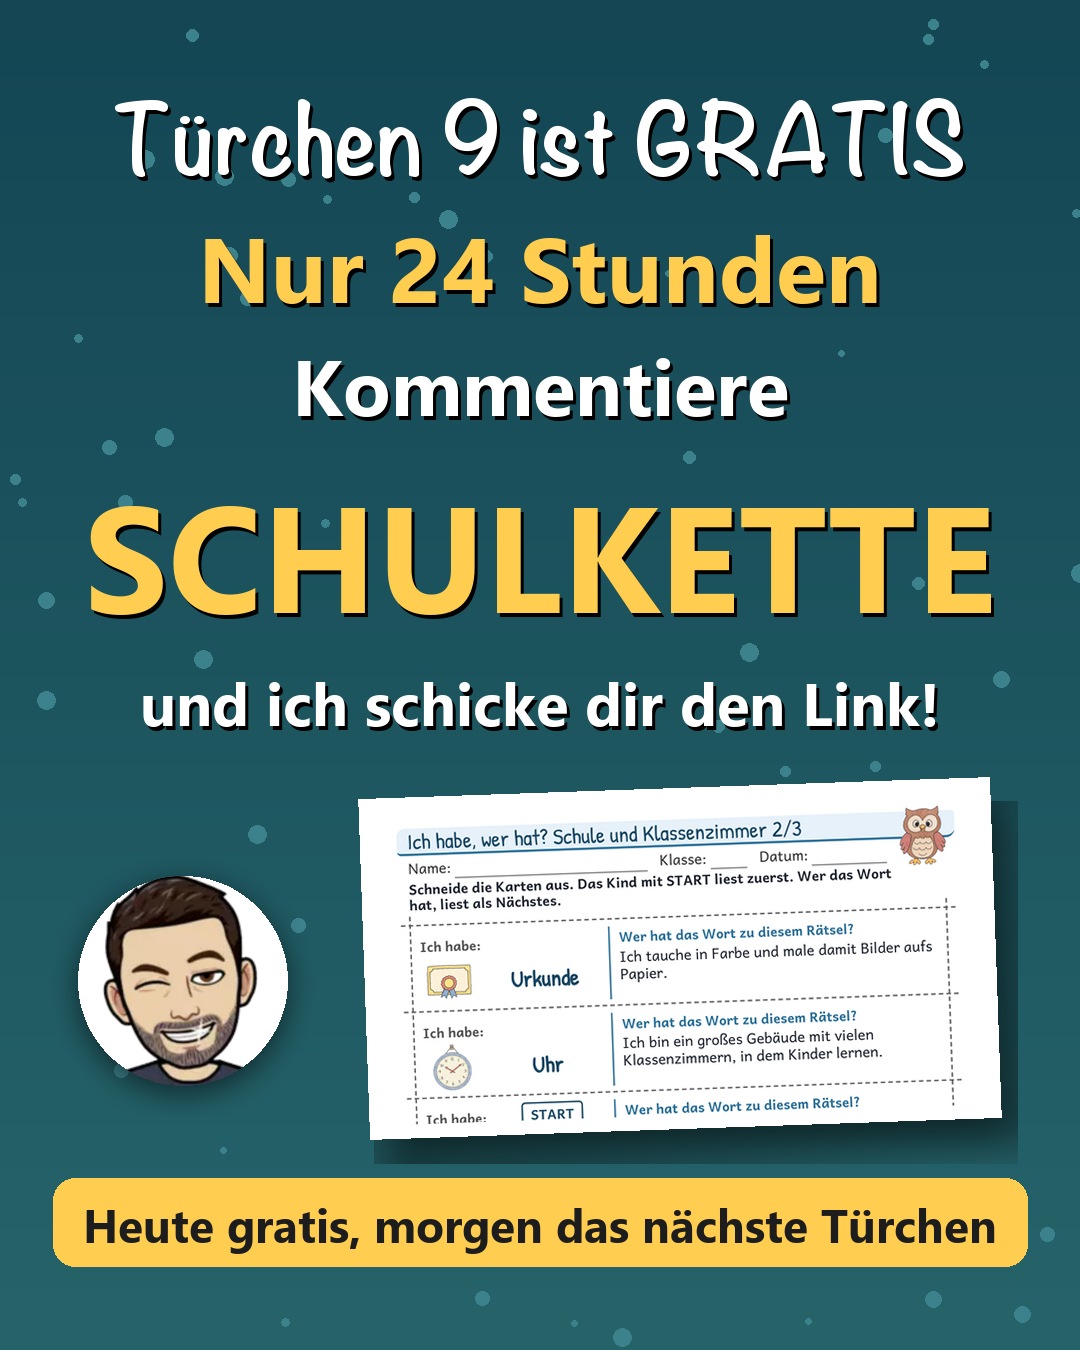 Türchen 9 ist GRATIS
Nur 24 Stunden
Kommentiere
SCHULKETTE
und ich schicke dir den Link!
Ich habe, wer hat? Schule und Klassenzimmer 2/3
Name: Klasse: Datum:
Schneide die Karten aus. Das Kind mit START liest zuerst. Wer das Wort
hat, liest als Nächstes.
Ich habe:
Urkunde
Wer hat das Wort zu diesem Rätsel?
Ich tauche in Farbe und male damit Bilder aufs
Papier.
Ich habe:
Uhr
Wer hat das Wort zu diesem Rätsel?
Ich bin ein großes Gebäude mit vielen
Klassenzimmern, in dem Kinder lernen.
Ich habe:
START
Wer hat das Wort zu diesem Rätsel?
Heute gratis, morgen das nächste Türchen